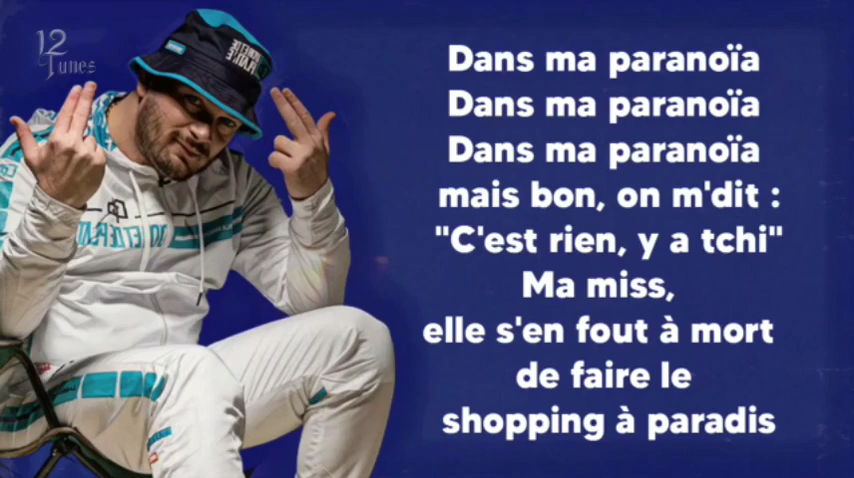 12
Tunes
Dans ma paranoïa
Dans ma paranoïa
Dans ma paranoïa
mais bon, on m'dit :
"C'est rien, y a tchi"
Ma miss,
elle s'en fout à mort
de faire le
shopping à paradis